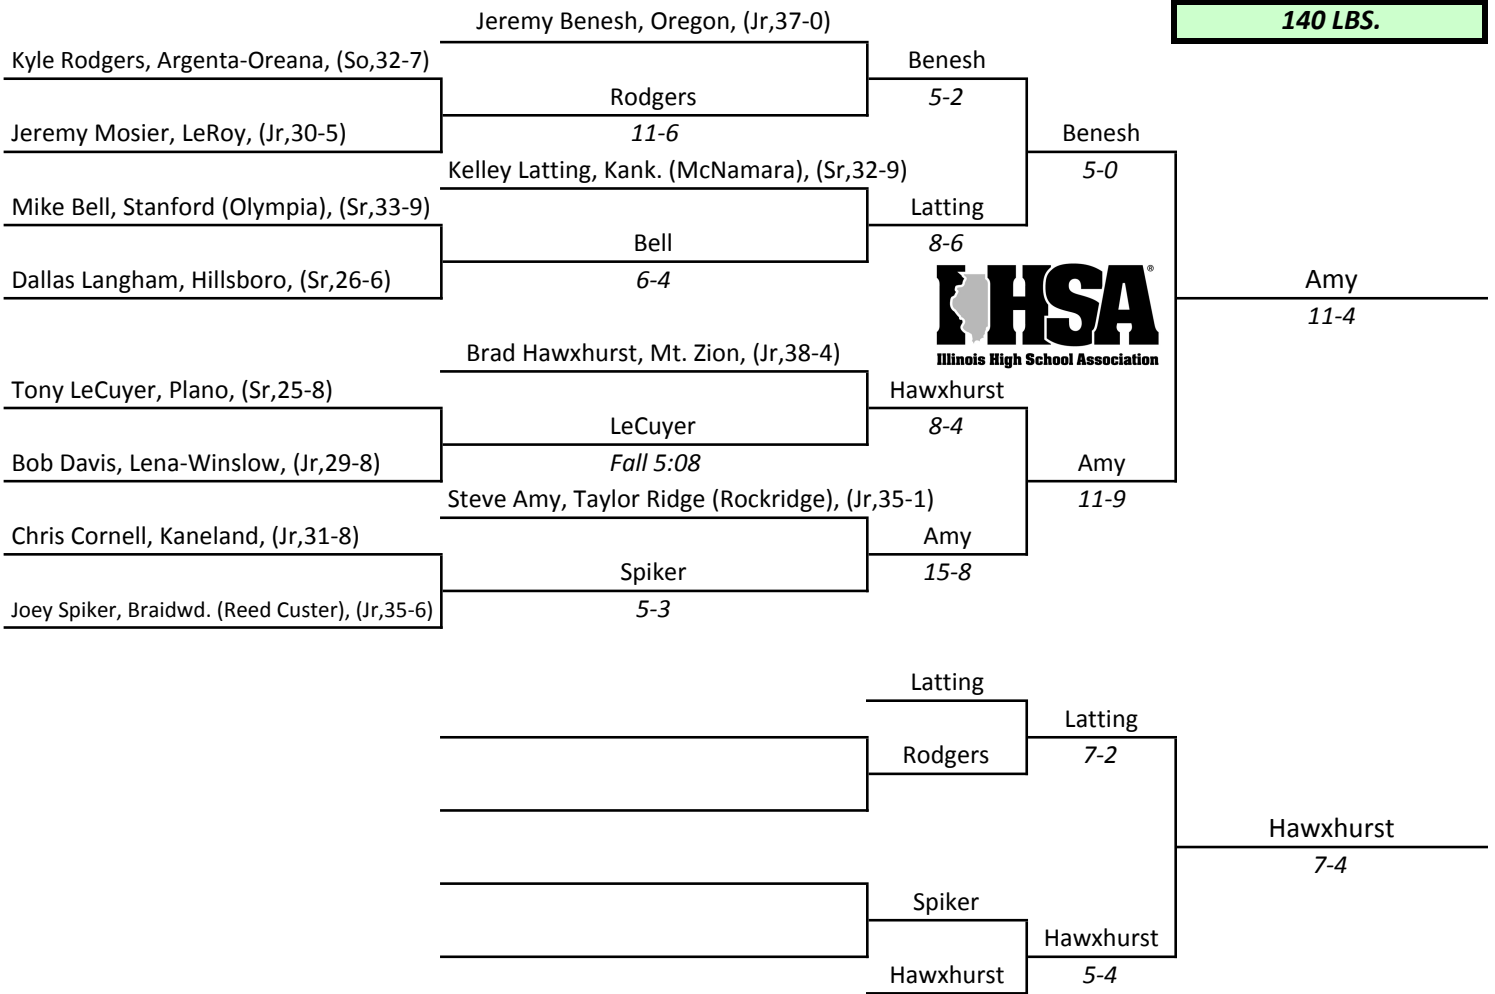 Jeremy Benesh, Oregon, (Jr,37-0)
140 LBS.
Kyle Rodgers, Argenta-Oreana, (So,32-7)
Benesh
Rodgers
5-2
Jeremy Mosier, LeRoy, (Jr,30-5)
11-6
Benesh
Kelley Latting, Kank. (McNamara), (Sr,32-9)
5-0
Mike Bell, Stanford (Olympia), (Sr,33-9)
Latting
Bell
8-6
Dallas Langham, Hillsboro, (Sr,26-6)
6-4
IHSA®
Illinois High School Association
Amy
11-4
Brad Hawxhurst, Mt. Zion, (Jr,38-4)
Tony LeCuyer, Plano, (Sr,25-8)
Hawxhurst
LeCuyer
8-4
Bob Davis, Lena-Winslow, (Jr,29-8)
Fall 5:08
Amy
Steve Amy, Taylor Ridge (Rockridge), (Jr,35-1)
11-9
Chris Cornell, Kaneland, (Jr,31-8)
Amy
Spiker
15-8
Joey Spiker, Braidwd. (Reed Custer), (Jr,35-6)
5-3
Latting
Latting
Rodgers
7-2
Hawxhurst
7-4
Spiker
Hawxhurst
Hawxhurst
5-4